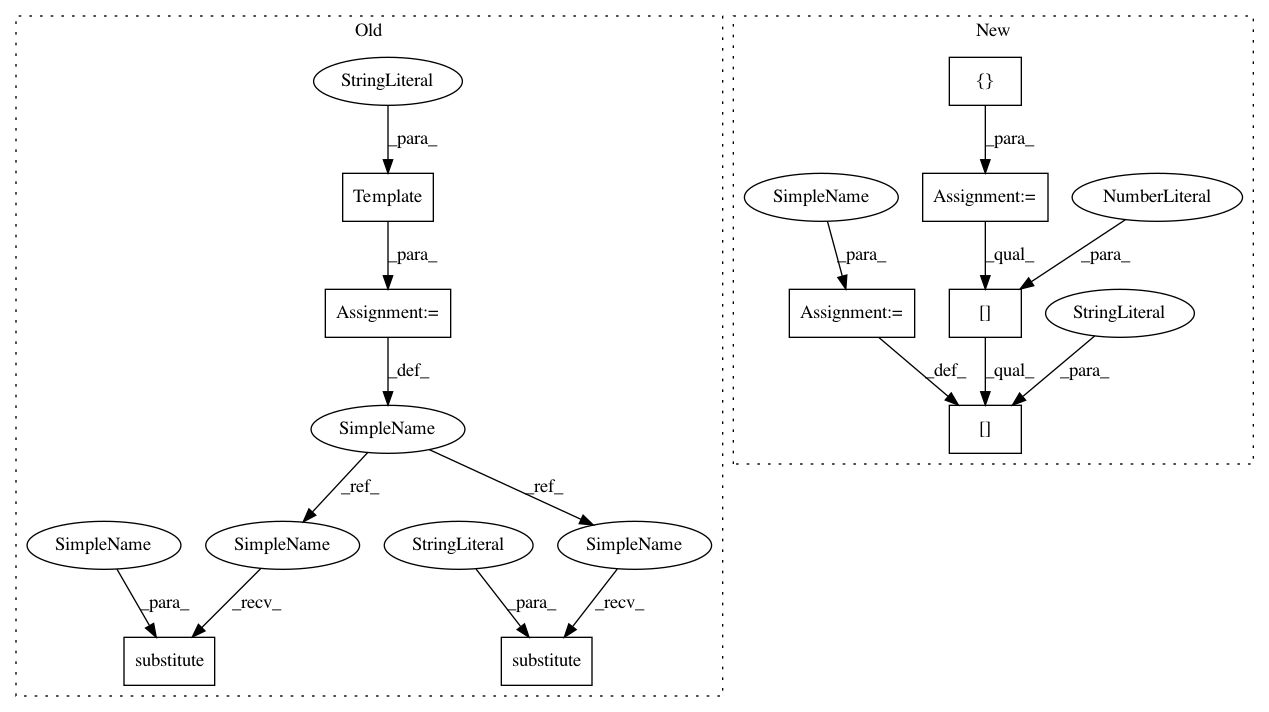 Old
New
StringLiteral
{}
_para_
_para_
Template
SimpleName
Assignment:=
NumberLiteral
_para_
_para_
_qual_
_para_
Assignment:=
Assignment:=
[]
StringLiteral
_def_
_def_
_qual_
_para_
SimpleName
[]
_ref_
_ref_
SimpleName
SimpleName
StringLiteral
SimpleName
_para_
_recv_
_para_
_recv_
substitute
substitute